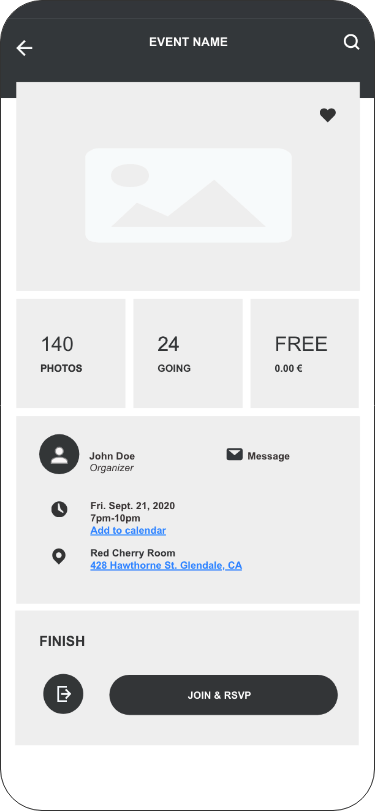 EVENT NAME
140
PHOTOS
24
GOING
FREE
0.00 €
John Doe
Organizer
Message
Fri. Sept. 21, 2020
7pm-10pm
Add to calendar
Red Cherry Room
428 Hawthorne St. Glendale, CA
FINISH
JOIN & RSVP